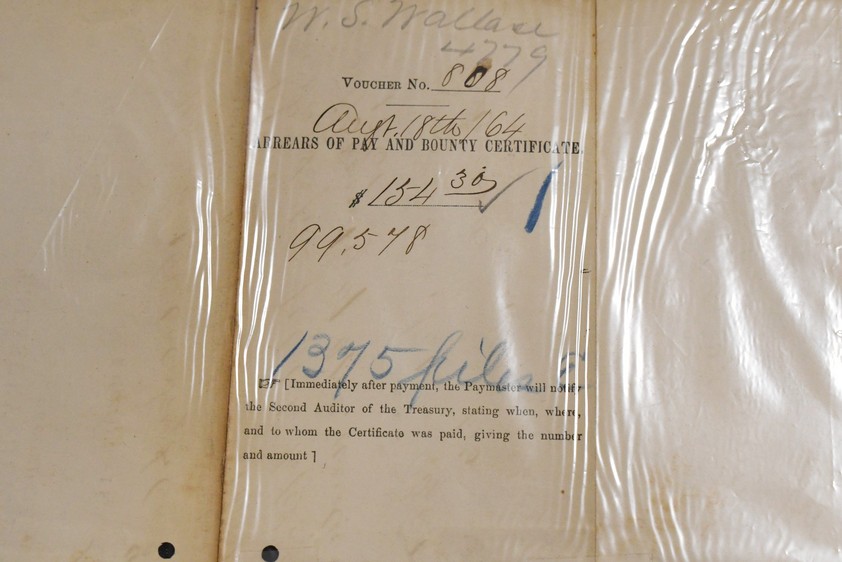 W. S. Wallace
4779
VOUCHER No. 808
Augt. 18th /64
ARREARS OF PAY AND BOUNTY CERTIFICATE.
$154 30
99.578
1375 files
☞ [Immediately after payment, the Paymaster will notify
the Second Auditor of the Treasury, stating when, where,
and to whom the Certificate was paid, giving the number
and amount ]